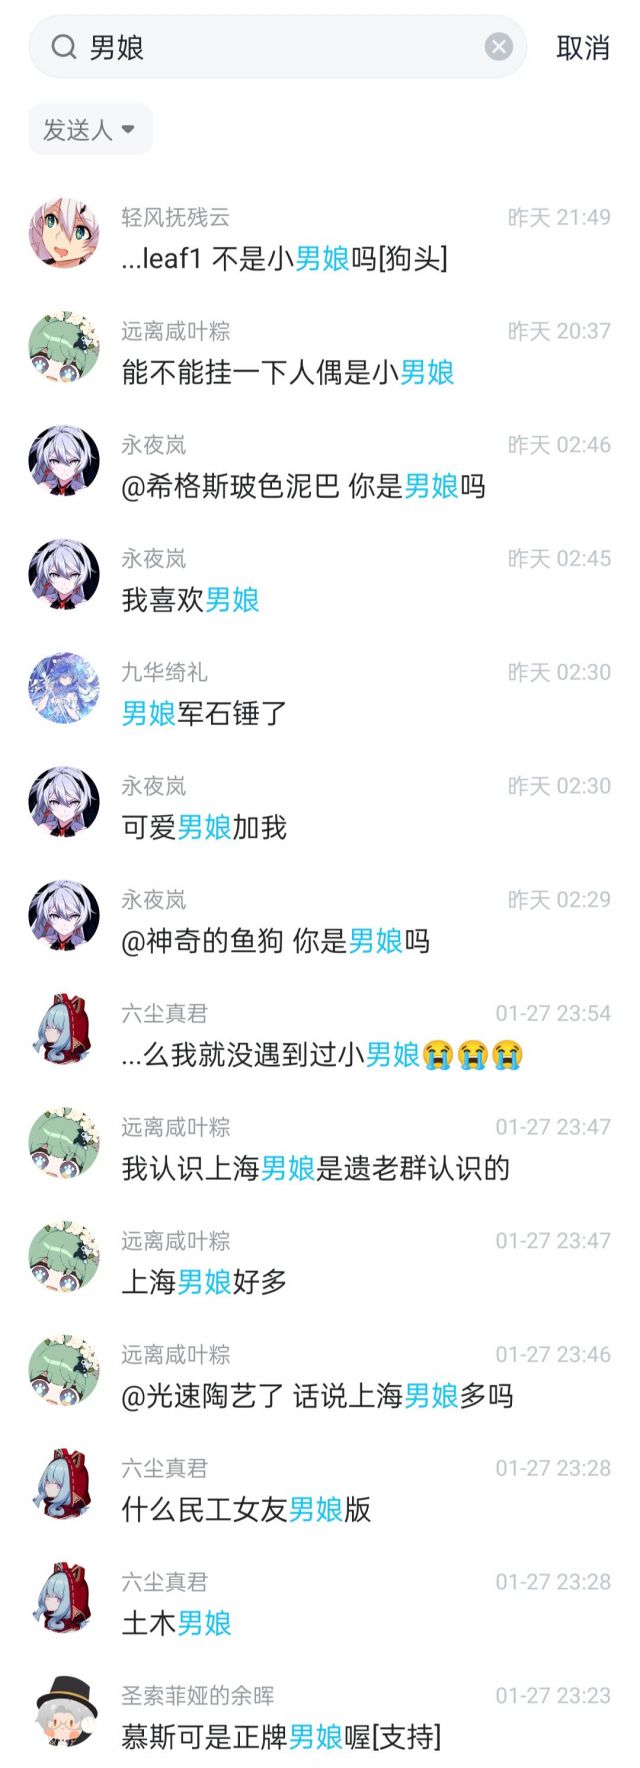 男娘
取消
发送人
轻风抚残云
昨天 21:49
...leaf1 不是小男娘吗[狗头]
远离咸叶粽
昨天 20:37
能不能挂一下人偶是小男娘
永夜岚
昨天 02:46
@希格斯玻色泥巴 你是男娘吗
永夜岚
昨天 02:45
我喜欢男娘
九华绮礼
昨天 02:30
男娘军石锤了
永夜岚
昨天 02:30
可爱男娘加我
永夜岚
昨天 02:29
@神奇的鱼狗 你是男娘吗
六尘真君
01-27 23:54
...么我就没遇到过小男娘😭😭😭
远离咸叶粽
01-27 23:47
我认识上海男娘是遗老群认识的
远离咸叶粽
01-27 23:47
上海男娘好多
远离咸叶粽
01-27 23:46
@光速陶艺了 话说上海男娘多吗
六尘真君
01-27 23:28
什么民工女友男娘版
六尘真君
01-27 23:28
土木男娘
圣索菲娅的余晖
01-27 23:23
慕斯可是正牌男娘喔[支持]